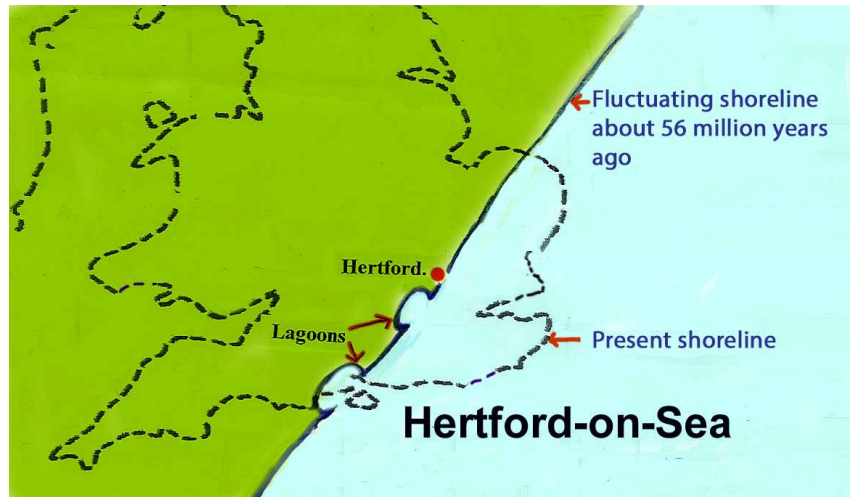 Fluctuating shoreline
about 56 million years
ago
Hertford.
Lagoons
Present shoreline
Hertford-on-Sea